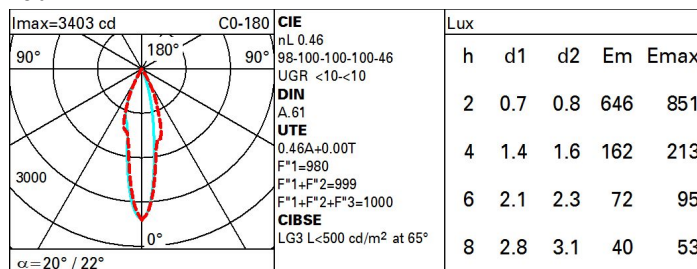 Imax=3403 cd C0-180
90° 180° 90°
3000
0°
α=20° / 22°
CIE
nL 0.46
98-100-100-100-46
UGR <10-<10
DIN
A.61
UTE
0.46A+0.00T
F"1=980
F"1+F"2=999
F"1+F"2+F"3=1000
CIBSE
LG3 L<500 cd/m² at 65°
Lux
h d1 d2 Em Emax
2 0.7 0.8 646 851
4 1.4 1.6 162 213
6 2.1 2.3 72 95
8 2.8 3.1 40 53